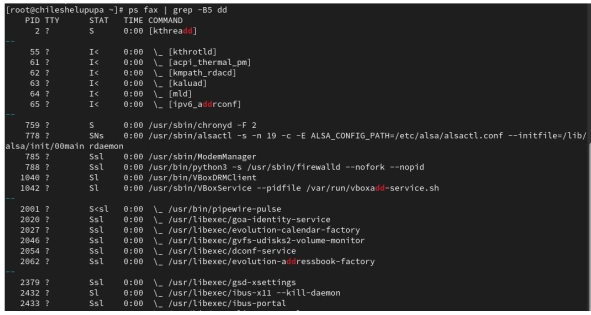 [root@chileshelupupa ~]# ps fax | grep -B5 dd
PID TTY STAT TIME COMMAND
2 ? S 0:00 [kthreadd]
--
55 ? I< 0:00 \_ [kthrotld]
61 ? I< 0:00 \_ [acpi_thermal_pm]
62 ? I< 0:00 \_ [kmpath_rdacd]
63 ? I< 0:00 \_ [kaluad]
64 ? I< 0:00 \_ [mld]
65 ? I< 0:00 \_ [ipv6_addrconf]
--
759 ? S 0:00 /usr/sbin/chronyd -F 2
778 ? SNs 0:00 /usr/sbin/alsactl -s -n 19 -c -E ALSA_CONFIG_PATH=/etc/alsa/alsactl.conf --initfile=/lib/
alsa/init/00main rdaemon
785 ? Ssl 0:00 /usr/sbin/ModemManager
788 ? Ssl 0:00 /usr/bin/python3 -s /usr/sbin/firewalld --nofork --nopid
1040 ? Sl 0:00 /usr/bin/VBoxDRMClient
1042 ? Sl 0:00 /usr/sbin/VBoxService --pidfile /var/run/vboxadd-service.sh
--
2001 ? S<sl 0:00 \_ /usr/bin/pipewire-pulse
2020 ? Ssl 0:00 \_ /usr/libexec/goa-identity-service
2027 ? Ssl 0:00 \_ /usr/libexec/evolution-calendar-factory
2046 ? Ssl 0:00 \_ /usr/libexec/gvfs-udisks2-volume-monitor
2054 ? Ssl 0:00 \_ /usr/libexec/dconf-service
2062 ? Ssl 0:00 \_ /usr/libexec/evolution-addressbook-factory
--
2379 ? Ssl 0:00 \_ /usr/libexec/gsd-xsettings
2432 ? Sl 0:00 \_ /usr/libexec/ibus-x11 --kill-daemon
2433 ? Ssl 0:00 \_ /usr/libexec/ibus-portal